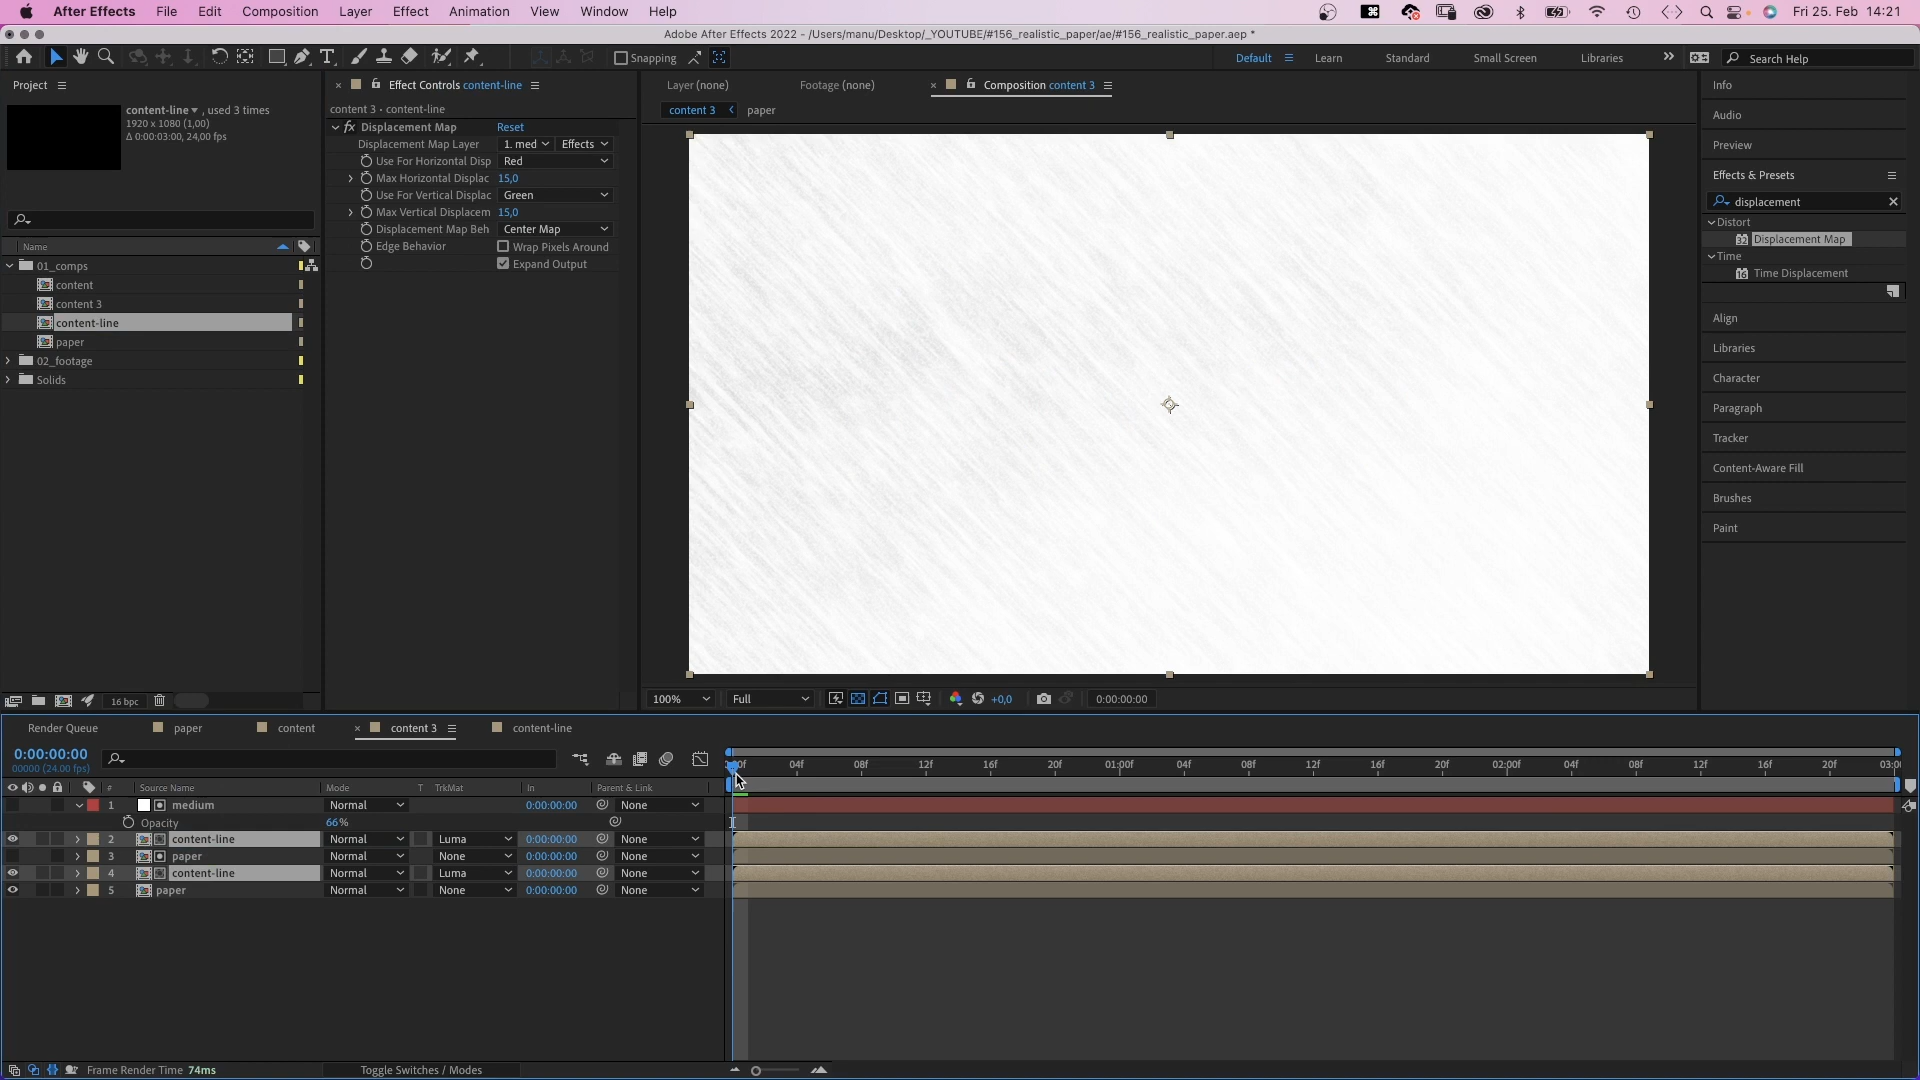 After Effects File Edit Composition Layer Effect Animation View Window Help Fri 25. Feb 14:21
Adobe After Effects 2022 - /Users/manu/Desktop/_YOUTUBE/#156_realistic_paper/ae/#156_realistic_paper.aep *
Snapping Default Learn Standard Small Screen Libraries Search Help
Project Effect Controls content-line Layer (none) Footage (none) Composition content 3 Info
content-line , used 3 times
1920 x 1080 (1,00)
Δ 0:00:03:00, 24,00 fps
content 3 • content-line
Displacement Map Reset
Displacement Map Layer 1. med Effects
Use For Horizontal Disp Red
Max Horizontal Displac 15,0
Use For Vertical Displac Green
Max Vertical Displacem 15,0
Displacement Map Beh Center Map
Edge Behavior Wrap Pixels Around
Expand Output
content 3 paper
Audio
Preview
Effects & Presets
displacement
Distort
32 Displacement Map
Time
16 Time Displacement
Align
Libraries
Character
Paragraph
Tracker
Content-Aware Fill
Brushes
Paint
Name
01_comps
content
content 3
content-line
paper
02_footage
Solids
16 bpc
100% Full +0,0 0:00:00:00
Render Queue paper content content 3 content-line
0:00:00:00
00000 (24.00 fps)
:00f 04f 08f 12f 16f 20f 01:00f 04f 08f 12f 16f 20f 02:00f 04f 08f 12f 16f 20f 03:00
# Source Name Mode T TrkMat In Parent & Link
1 medium Normal 0:00:00:00 None
Opacity 66%
2 content-line Normal Luma 0:00:00:00 None
3 paper Normal None 0:00:00:00 None
4 content-line Normal Luma 0:00:00:00 None
5 paper Normal None 0:00:00:00 None
Frame Render Time 74ms Toggle Switches / Modes